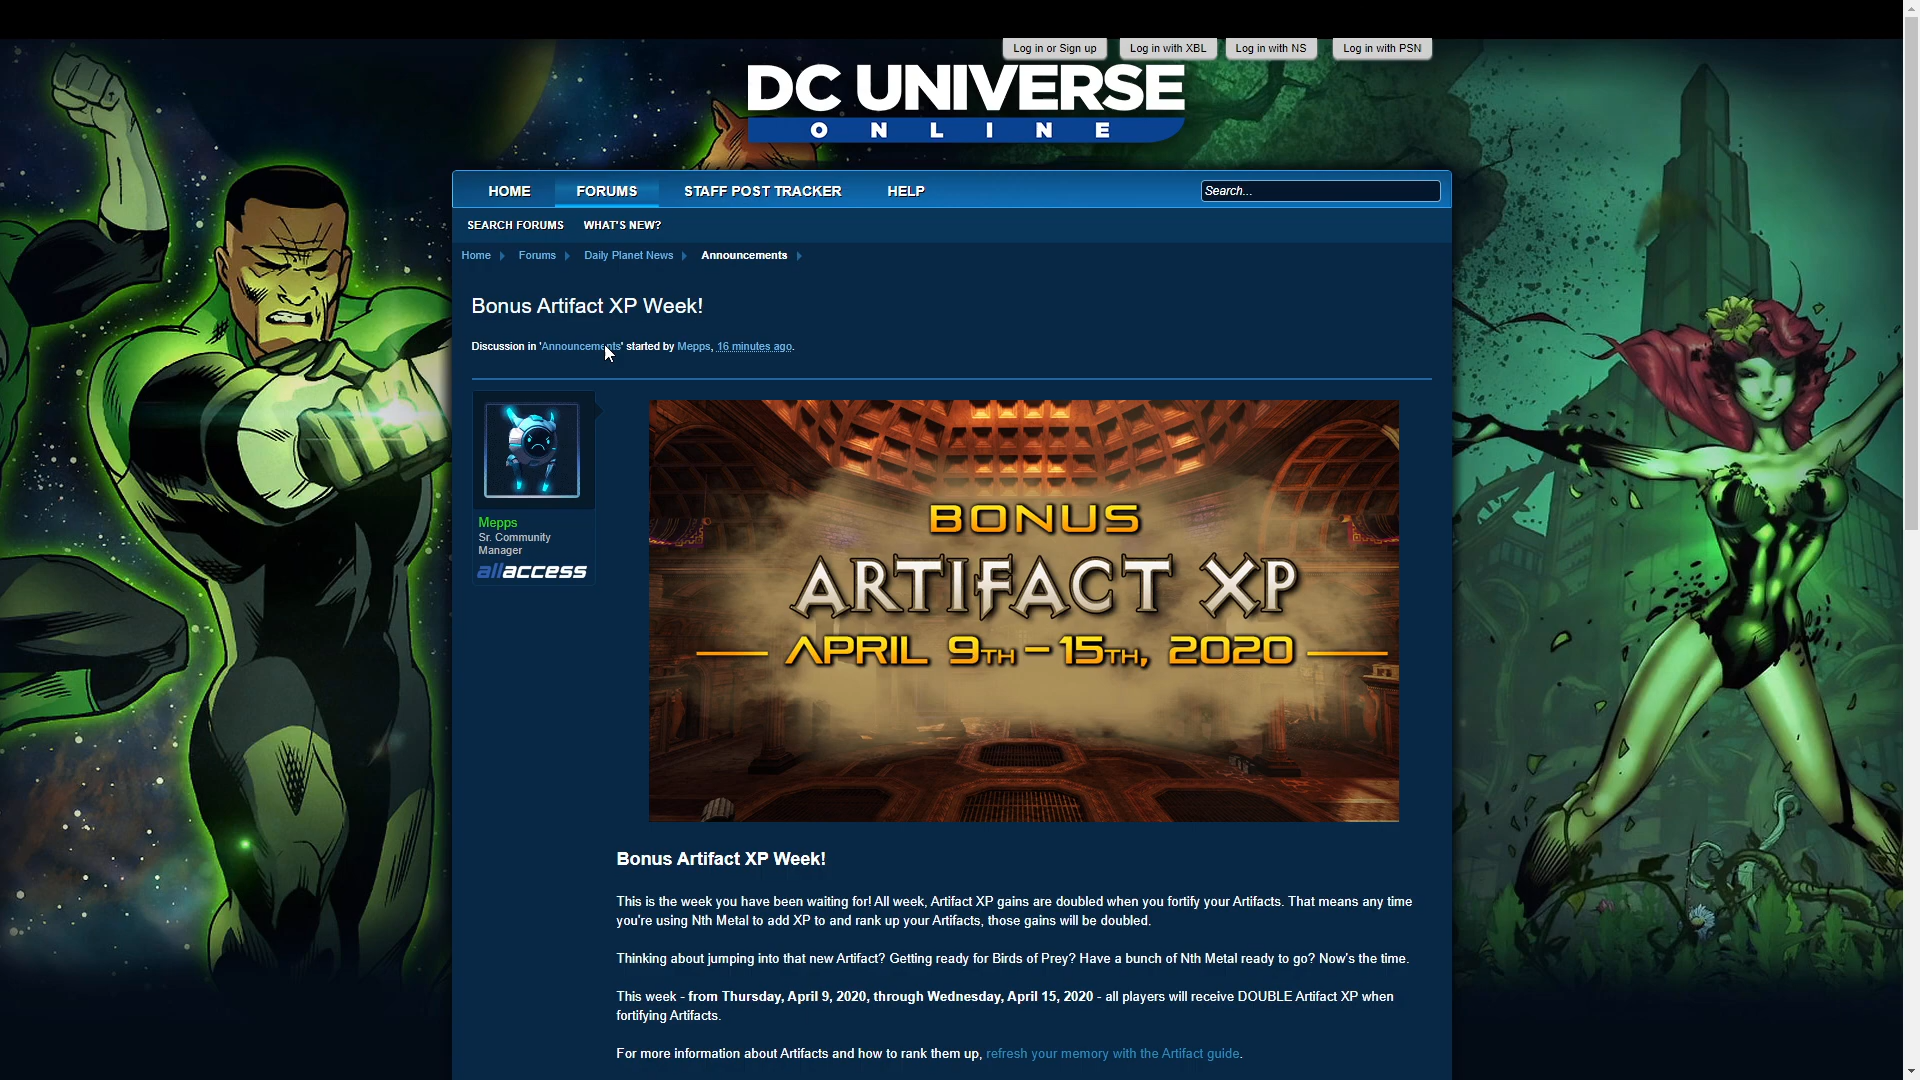 Log in or Sign up Log in with XBL Log in with NS Log in with PSN
DC UNIVERSE
ONLINE
HOME FORUMS STAFF POST TRACKER HELP Search...
SEARCH FORUMS WHAT'S NEW?
Home Forums Daily Planet News Announcements
Bonus Artifact XP Week!
Discussion in 'Announcements' started by Mepps, 16 minutes ago.
BONUS
ARTIFACT XP
APRIL 9TH - 15TH, 2020
Mepps
Sr. Community
Manager
allaccess
Bonus Artifact XP Week!
This is the week you have been waiting for! All week, Artifact XP gains are doubled when you fortify your Artifacts. That means any time
you're using Nth Metal to add XP to and rank up your Artifacts, those gains will be doubled.
Thinking about jumping into that new Artifact? Getting ready for Birds of Prey? Have a bunch of Nth Metal ready to go? Now's the time.
This week - from Thursday, April 9, 2020, through Wednesday, April 15, 2020 - all players will receive DOUBLE Artifact XP when
fortifying Artifacts.
For more information about Artifacts and how to rank them up, refresh your memory with the Artifact guide.